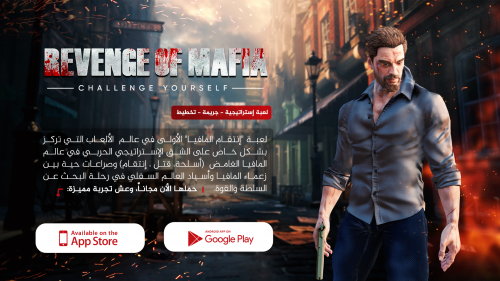 REVENGE OF MAFIA
CHALLENGE YOURSELF
لعبة إستراتيجية - جريمة - تخطيط
لعبة "إنتقام المافيا" الأولى في عالم الألعاب التي تركز
بشكل خاص على الشق الإستراتيجي الحربي في عالم
المافيا الغامض (أسلحة، قتل ، إنتقام) وصراعات حية بين
زعماء المافيا وأسياد العالم السفلي في رحلة البحث عن
السلطة والقوة. حملها الآن مجاناً، وعش تجربة مميزة:
Available on the
App Store
ANDROID APP ON
Google Play